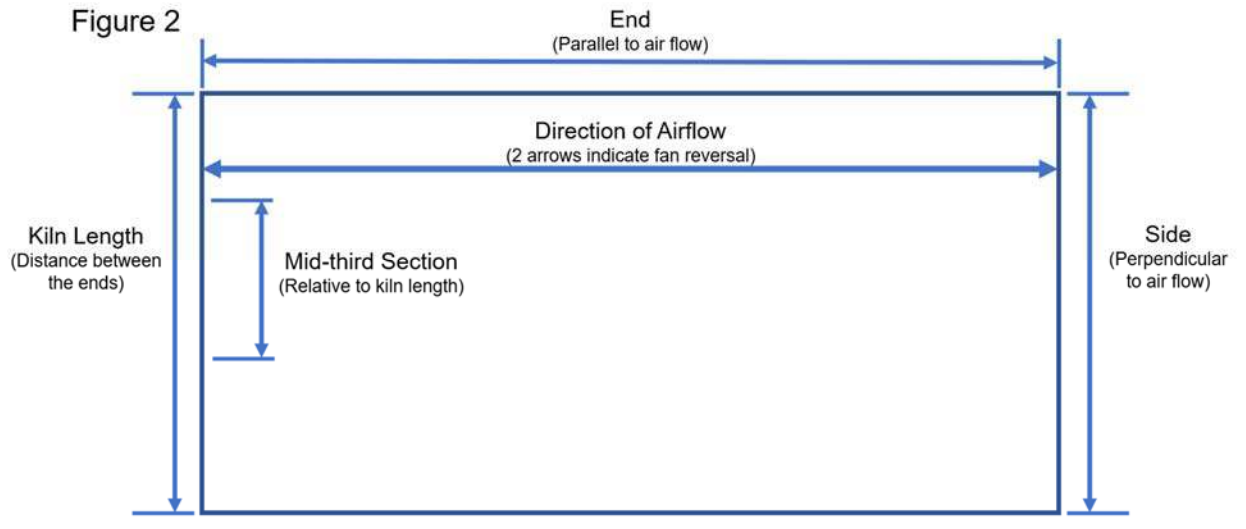 Figure 2
End
(Parallel to air flow)
Direction of Airflow
(2 arrows indicate fan reversal)
Kiln Length
(Distance between
the ends)
Mid-third Section
(Relative to kiln length)
Side
(Perpendicular
to air flow)